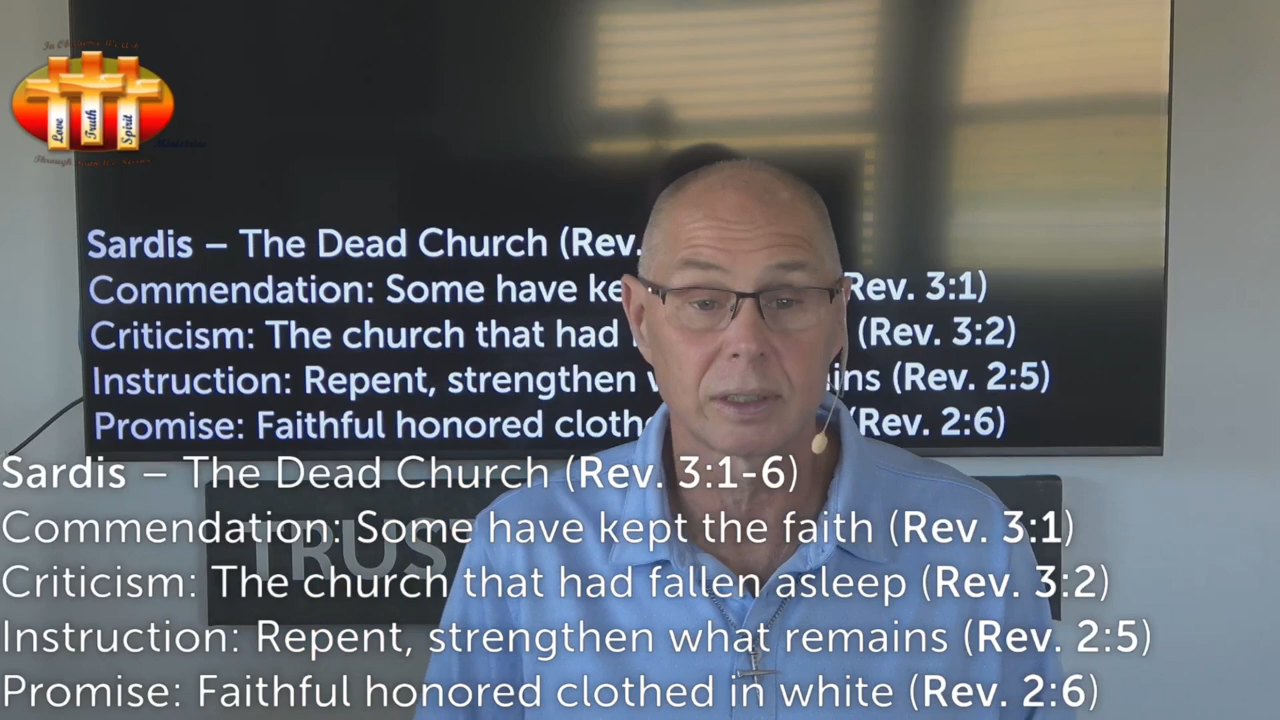 Love
Truth
Spirit
Sardis – The Dead Church (Rev.
Commendation: Some have ke Rev. 3:1)
Criticism: The church that had (Rev. 3:2)
Instruction: Repent, strengthen ins (Rev. 2:5)
Promise: Faithful honored cloth (Rev. 2:6)
Sardis – The Dead Church (Rev. 3:1-6)
TRUST
Commendation: Some have kept the faith (Rev. 3:1)
Criticism: The church that had fallen asleep (Rev. 3:2)
Instruction: Repent, strengthen what remains (Rev. 2:5)
Promise: Faithful honored clothed in white (Rev. 2:6)